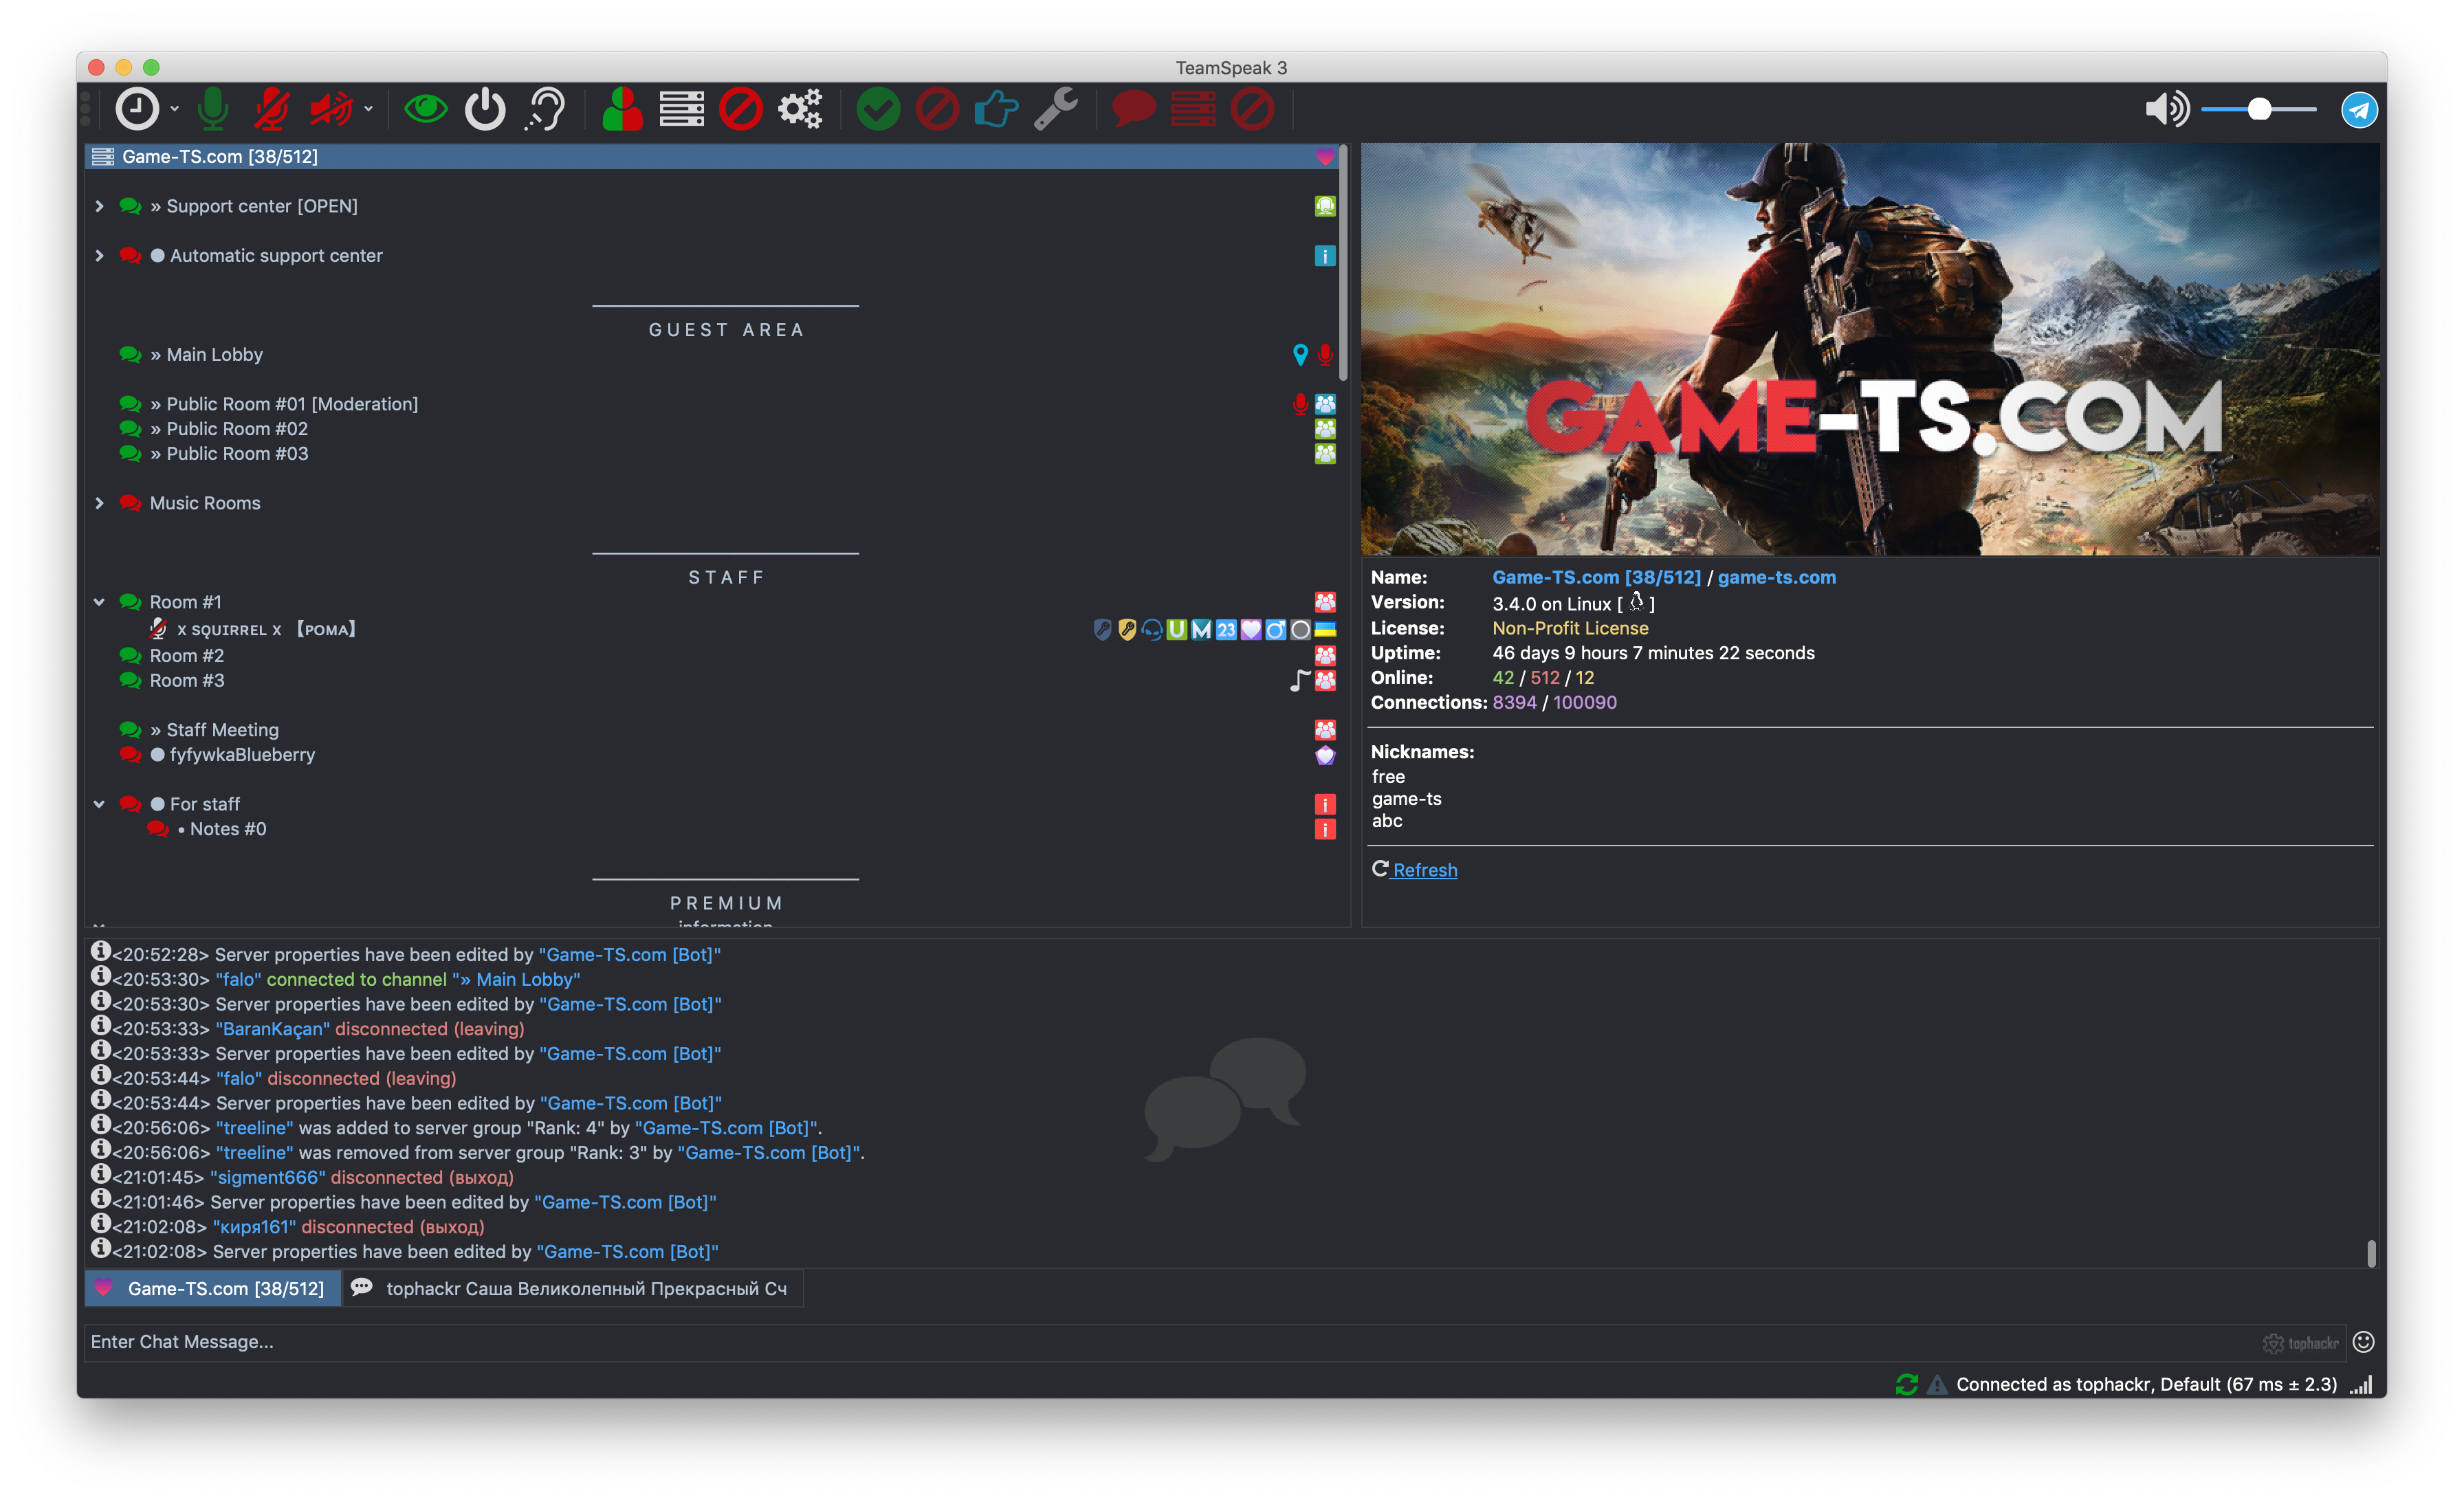 TeamSpeak 3
Game-TS.com [38/512]
» Support center [OPEN]
● Automatic support center
GUEST AREA
» Main Lobby
» Public Room #01 [Moderation]
» Public Room #02
» Public Room #03
Music Rooms
STAFF
Room #1
x ꜱQUIRREL x 【POMA】
23
Room #2
Room #3
» Staff Meeting
● fyfywkaBlueberry
● For staff
• Notes #0
PREMIUM
information
GAME-TS.COM
Name: Game-TS.com [38/512] / game-ts.com
Version: 3.4.0 on Linux [ ]
License: Non-Profit License
Uptime: 46 days 9 hours 7 minutes 22 seconds
Online: 42 / 512 / 12
Connections: 8394 / 100090
Nicknames:
free
game-ts
abc
Refresh
<20:52:28> Server properties have been edited by "Game-TS.com [Bot]"
<20:53:30> "falo" connected to channel "» Main Lobby"
<20:53:30> Server properties have been edited by "Game-TS.com [Bot]"
<20:53:33> "BaranKaçan" disconnected (leaving)
<20:53:33> Server properties have been edited by "Game-TS.com [Bot]"
<20:53:44> "falo" disconnected (leaving)
<20:53:44> Server properties have been edited by "Game-TS.com [Bot]"
<20:56:06> "treeline" was added to server group "Rank: 4" by "Game-TS.com [Bot]".
<20:56:06> "treeline" was removed from server group "Rank: 3" by "Game-TS.com [Bot]".
<21:01:45> "sigment666" disconnected (выход)
<21:01:46> Server properties have been edited by "Game-TS.com [Bot]"
<21:02:08> "киря161" disconnected (выход)
<21:02:08> Server properties have been edited by "Game-TS.com [Bot]"
Game-TS.com [38/512]
tophackr Саша Великолепный Прекрасный Сч
Enter Chat Message...
tophackr
Connected as tophackr, Default (67 ms ± 2.3)